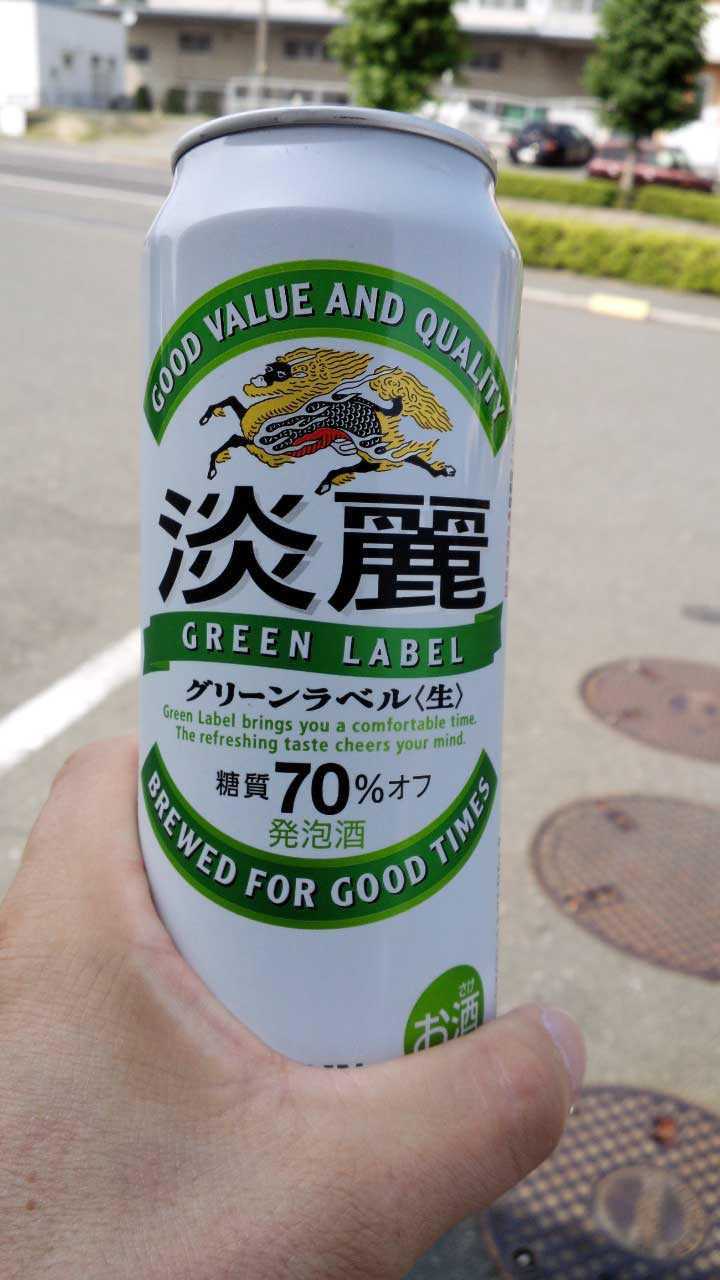 GOOD VALUE AND QUALITY
淡麗
GREEN LABEL
グリーンラベル〈生〉
Green Label brings you a comfortable time.
The refreshing taste cheers your mind.
糖質70%オフ
発泡酒
BREWED FOR GOOD TIMES
さけ
お酒